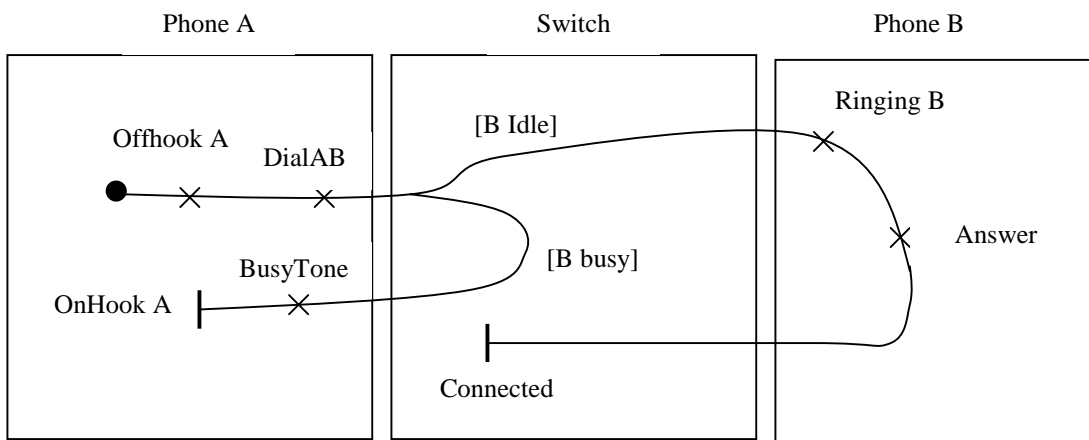 Phone A
Switch
Phone B
Ringing B
Offhook A
[B Idle]
DialAB
Answer
[B busy]
BusyTone
OnHook A
Connected